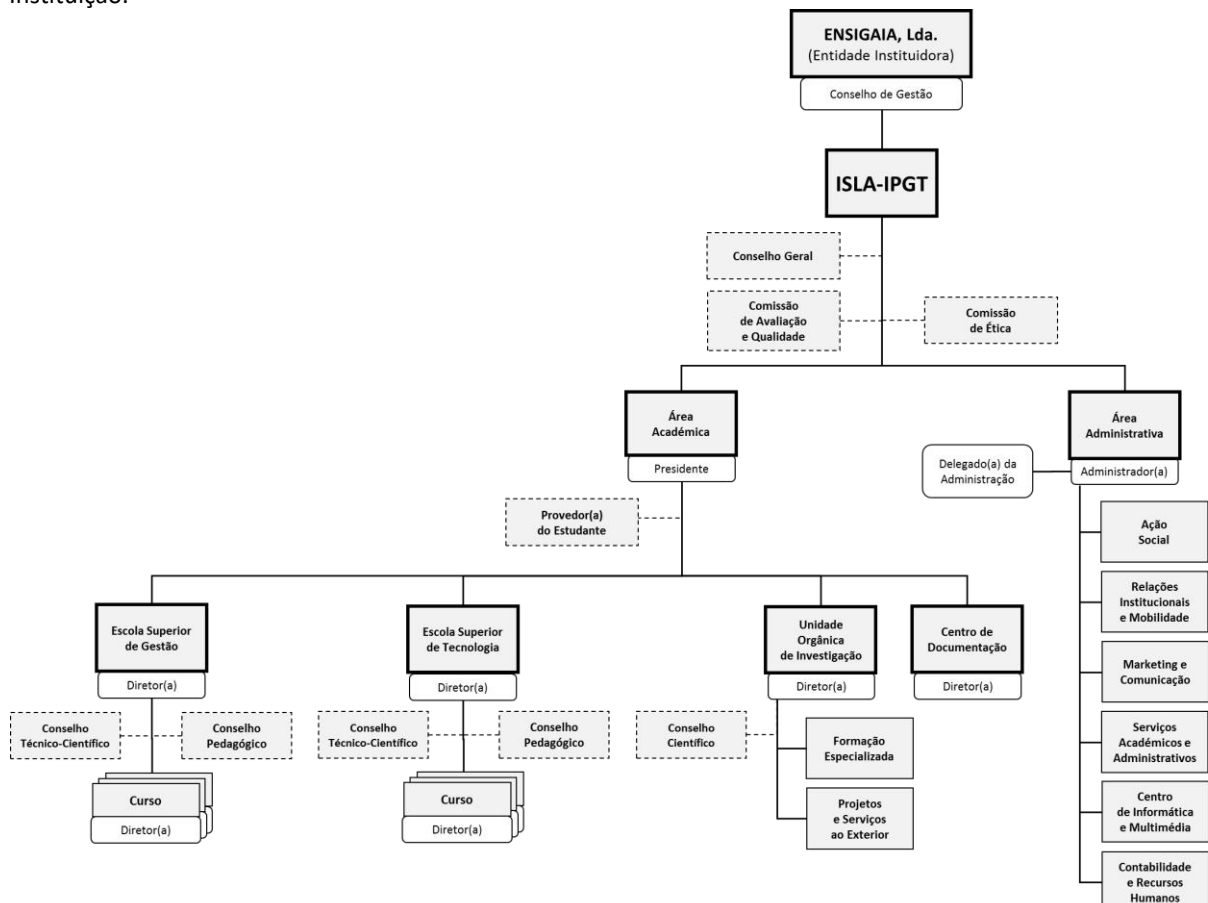 instituição.
ENSIGAIA, Lda.
(Entidade Instituidora)
Conselho de Gestão
ISLA-IPGT
Conselho Geral
Comissão
de Avaliação
e Qualidade
Comissão
de Ética
Área
Académica
Presidente
Área
Administrativa
Administrador(a)
Delegado(a) da
Administração
Provedor(a)
do Estudante
Escola Superior
de Gestão
Diretor(a)
Conselho
Técnico-Científico
Conselho
Pedagógico
Curso
Diretor(a)
Escola Superior
de Tecnologia
Diretor(a)
Conselho
Técnico-Científico
Conselho
Pedagógico
Curso
Diretor(a)
Unidade
Orgânica
de Investigação
Diretor(a)
Conselho
Científico
Formação
Especializada
Projetos
e Serviços
ao Exterior
Centro de
Documentação
Diretor(a)
Ação
Social
Relações
Institucionais
e Mobilidade
Marketing e
Comunicação
Serviços
Académicos e
Administrativos
Centro
de Informática
e Multimédia
Contabilidade
e Recursos
Humanos